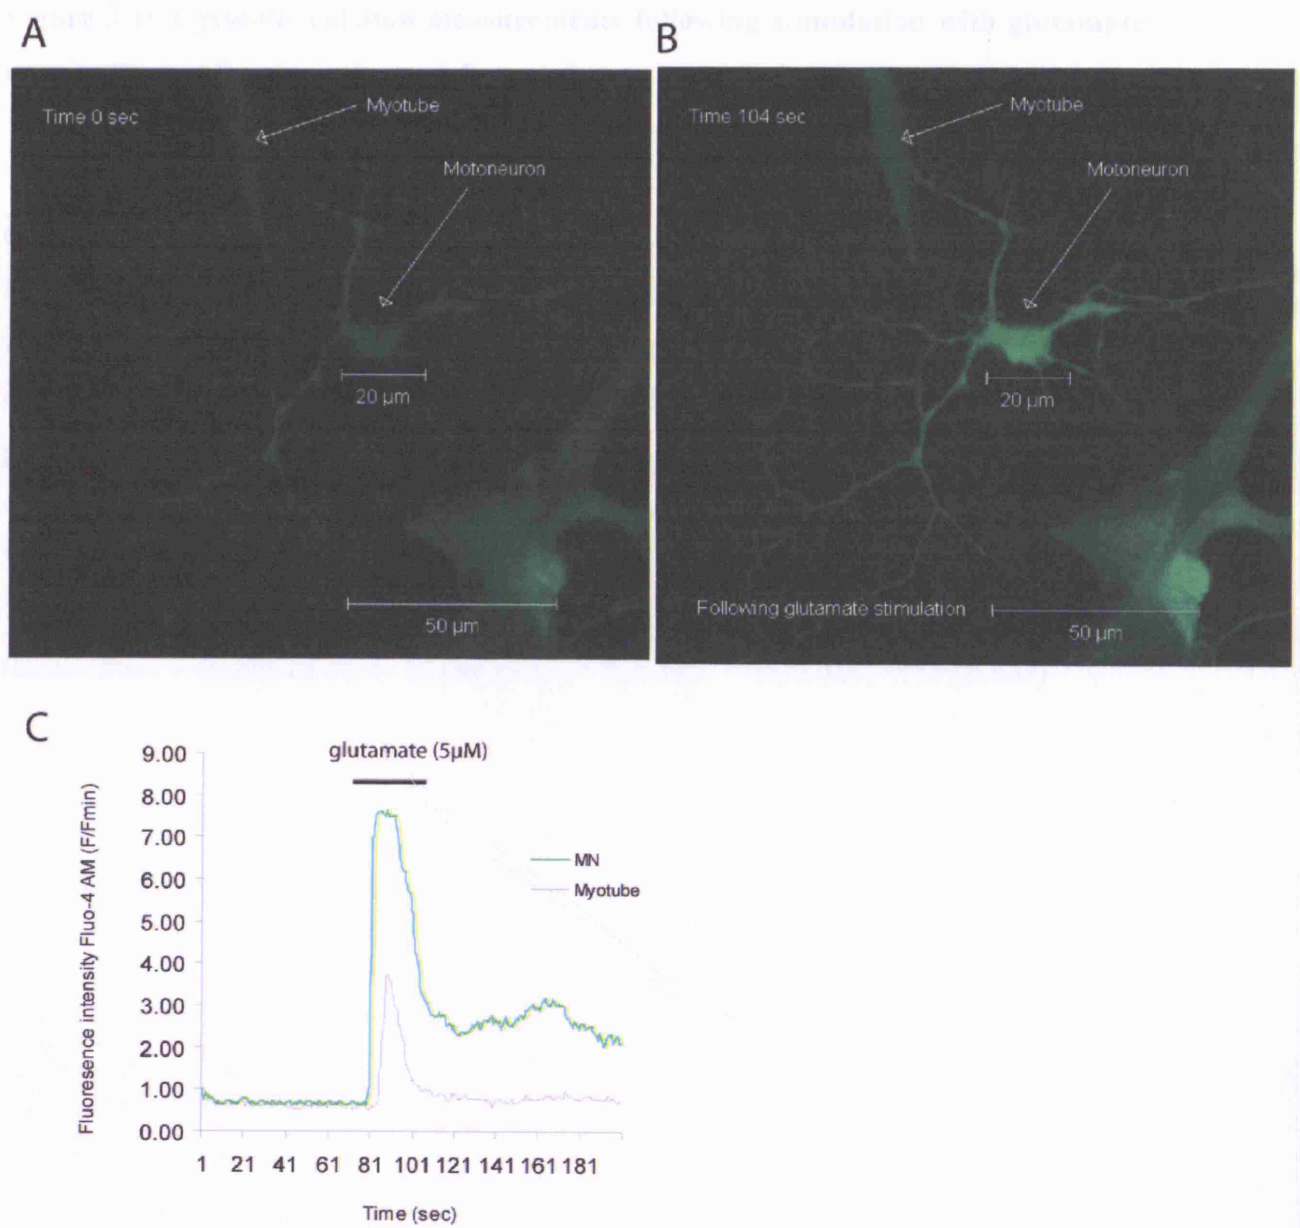 A
B
Time 0 sec
Myotube
Motoneuron
20 µm
50 µm
Time 104 sec
Myotube
Motoneuron
20 µm
Following glutamate stimulation
50 µm
C
glutamate (5µM)
9.00
8.00
7.00
6.00
5.00
4.00
3.00
2.00
1.00
0.00
Fluoresence intensity Fluo-4 AM (F/Fmin)
MN
Myotube
1 21 41 61 81 101 121 141 161 181
Time (sec)